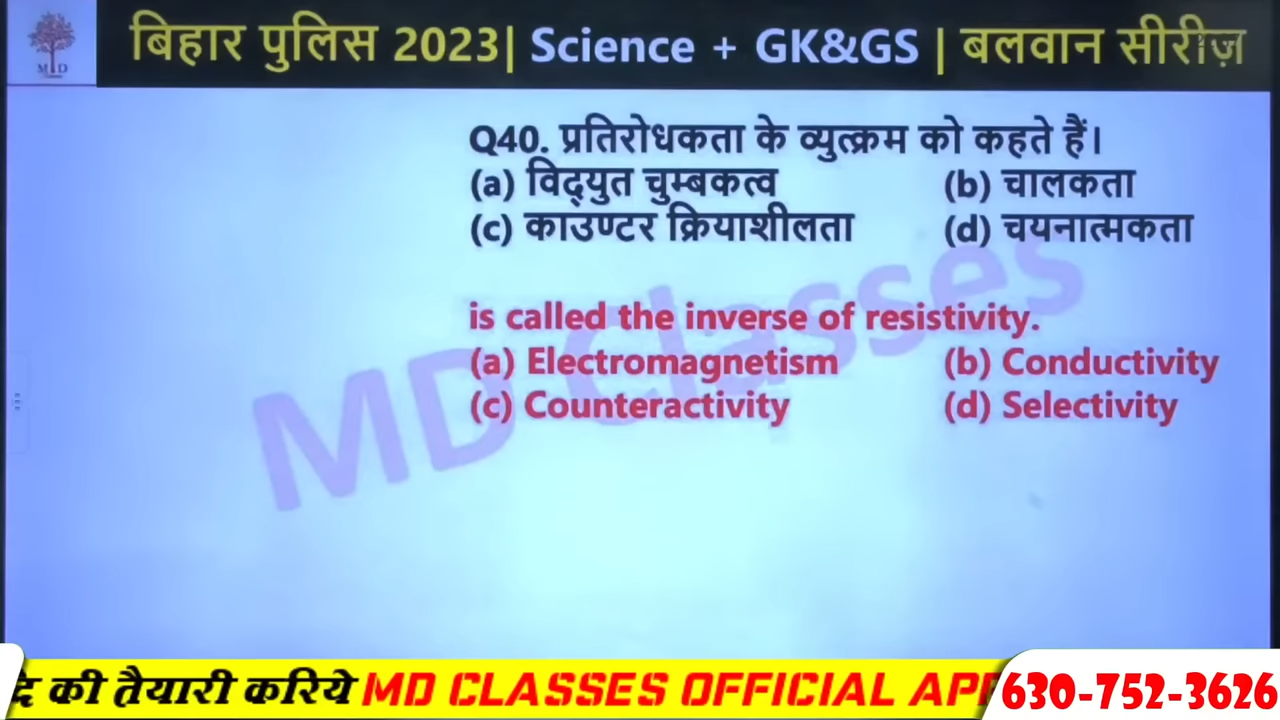 बिहार पुलिस 2023| Science + GK&GS | बलवान सीरीज़
M D
Q40. प्रतिरोधकता के व्युत्क्रम को कहते हैं।
(a) विद्युत चुम्बकत्व (b) चालकता
(c) काउण्टर क्रियाशीलता (d) चयनात्मकता
is called the inverse of resistivity.
(a) Electromagnetism (b) Conductivity
(c) Counteractivity (d) Selectivity
MD Classes
की तैयारी करिये MD CLASSES OFFICIAL 630-752-3626